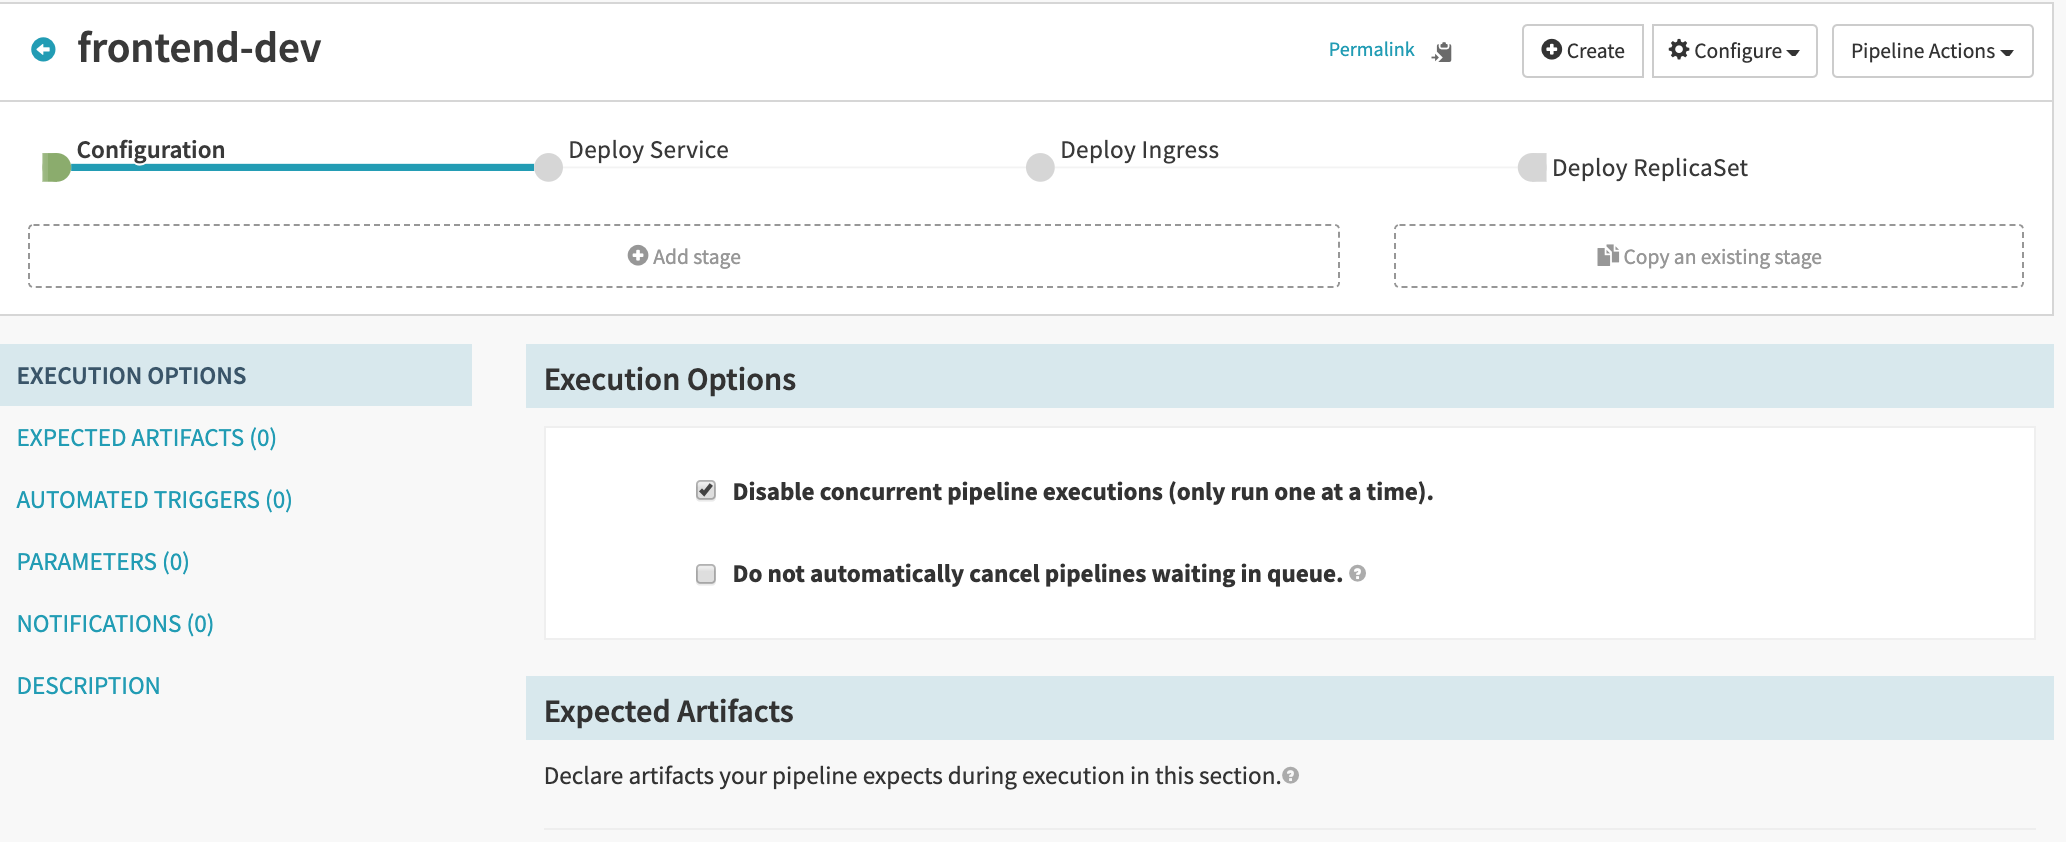 frontend-dev
Permalink
Create
Configure
Pipeline Actions
Configuration
Deploy Service
Deploy Ingress
Deploy ReplicaSet
Add stage
Copy an existing stage
EXECUTION OPTIONS
EXPECTED ARTIFACTS (0)
AUTOMATED TRIGGERS (0)
PARAMETERS (0)
NOTIFICATIONS (0)
DESCRIPTION
Execution Options
Disable concurrent pipeline executions (only run one at a time).
Do not automatically cancel pipelines waiting in queue.
Expected Artifacts
Declare artifacts your pipeline expects during execution in this section.